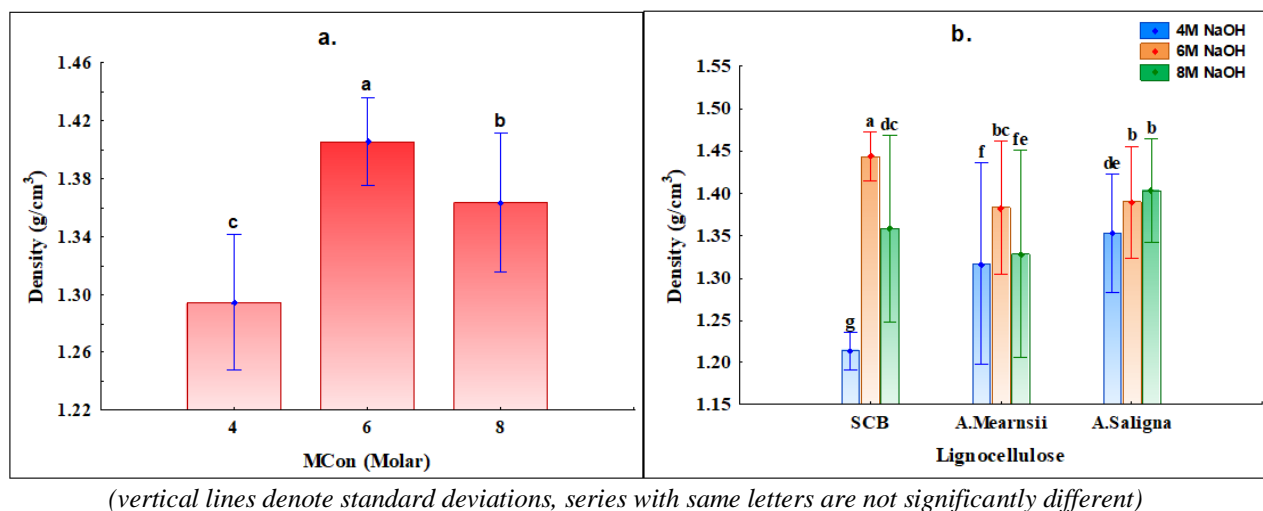 a.
1.46
1.42
1.38
1.34
1.30
1.26
1.22
Density (g/cm³)
c
a
b
4 6 8
MCon (Molar)
b.
4M NaOH
6M NaOH
8M NaOH
1.55
1.50
1.45
1.40
1.35
1.30
1.25
1.20
1.15
Density (g/cm³)
g a dc f bc fe de b b
SCB A.Mearnsii A.Saligna
Lignocellulose
(vertical lines denote standard deviations, series with same letters are not significantly different)